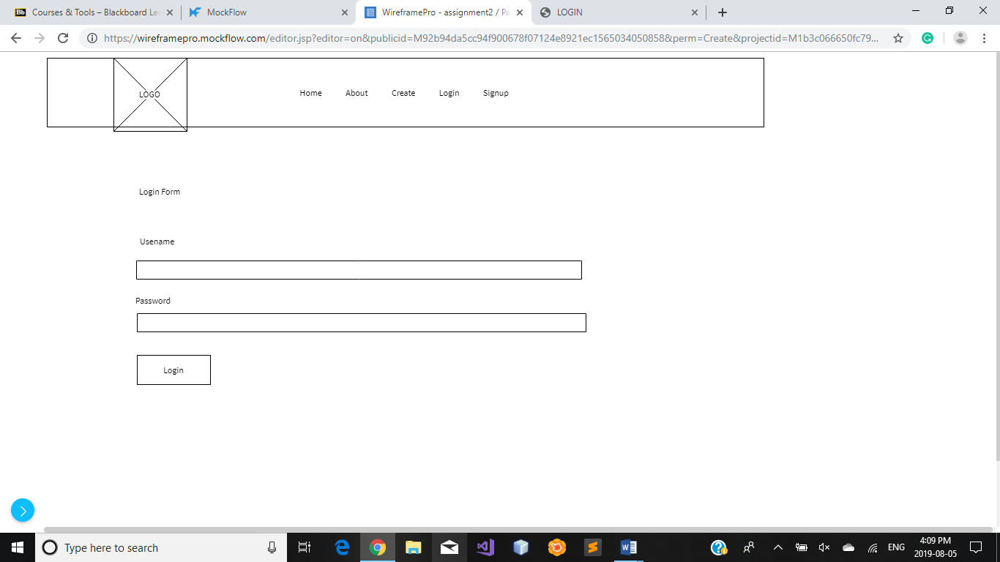 Courses & Tools – Blackboard Lea
MockFlow
WireframePro - assignment2 / Pa
LOGIN
https://wireframepro.mockflow.com/editor.jsp?editor=on&publicid=M92b94da5cc94f900678f07124e8921ec1565034050858&perm=Create&projectid=M1b3c066650fc79...
LOGO
Home About Create Login Signup
Login Form
Usename
Password
Login
Type here to search
ENG
4:09 PM
2019-08-05